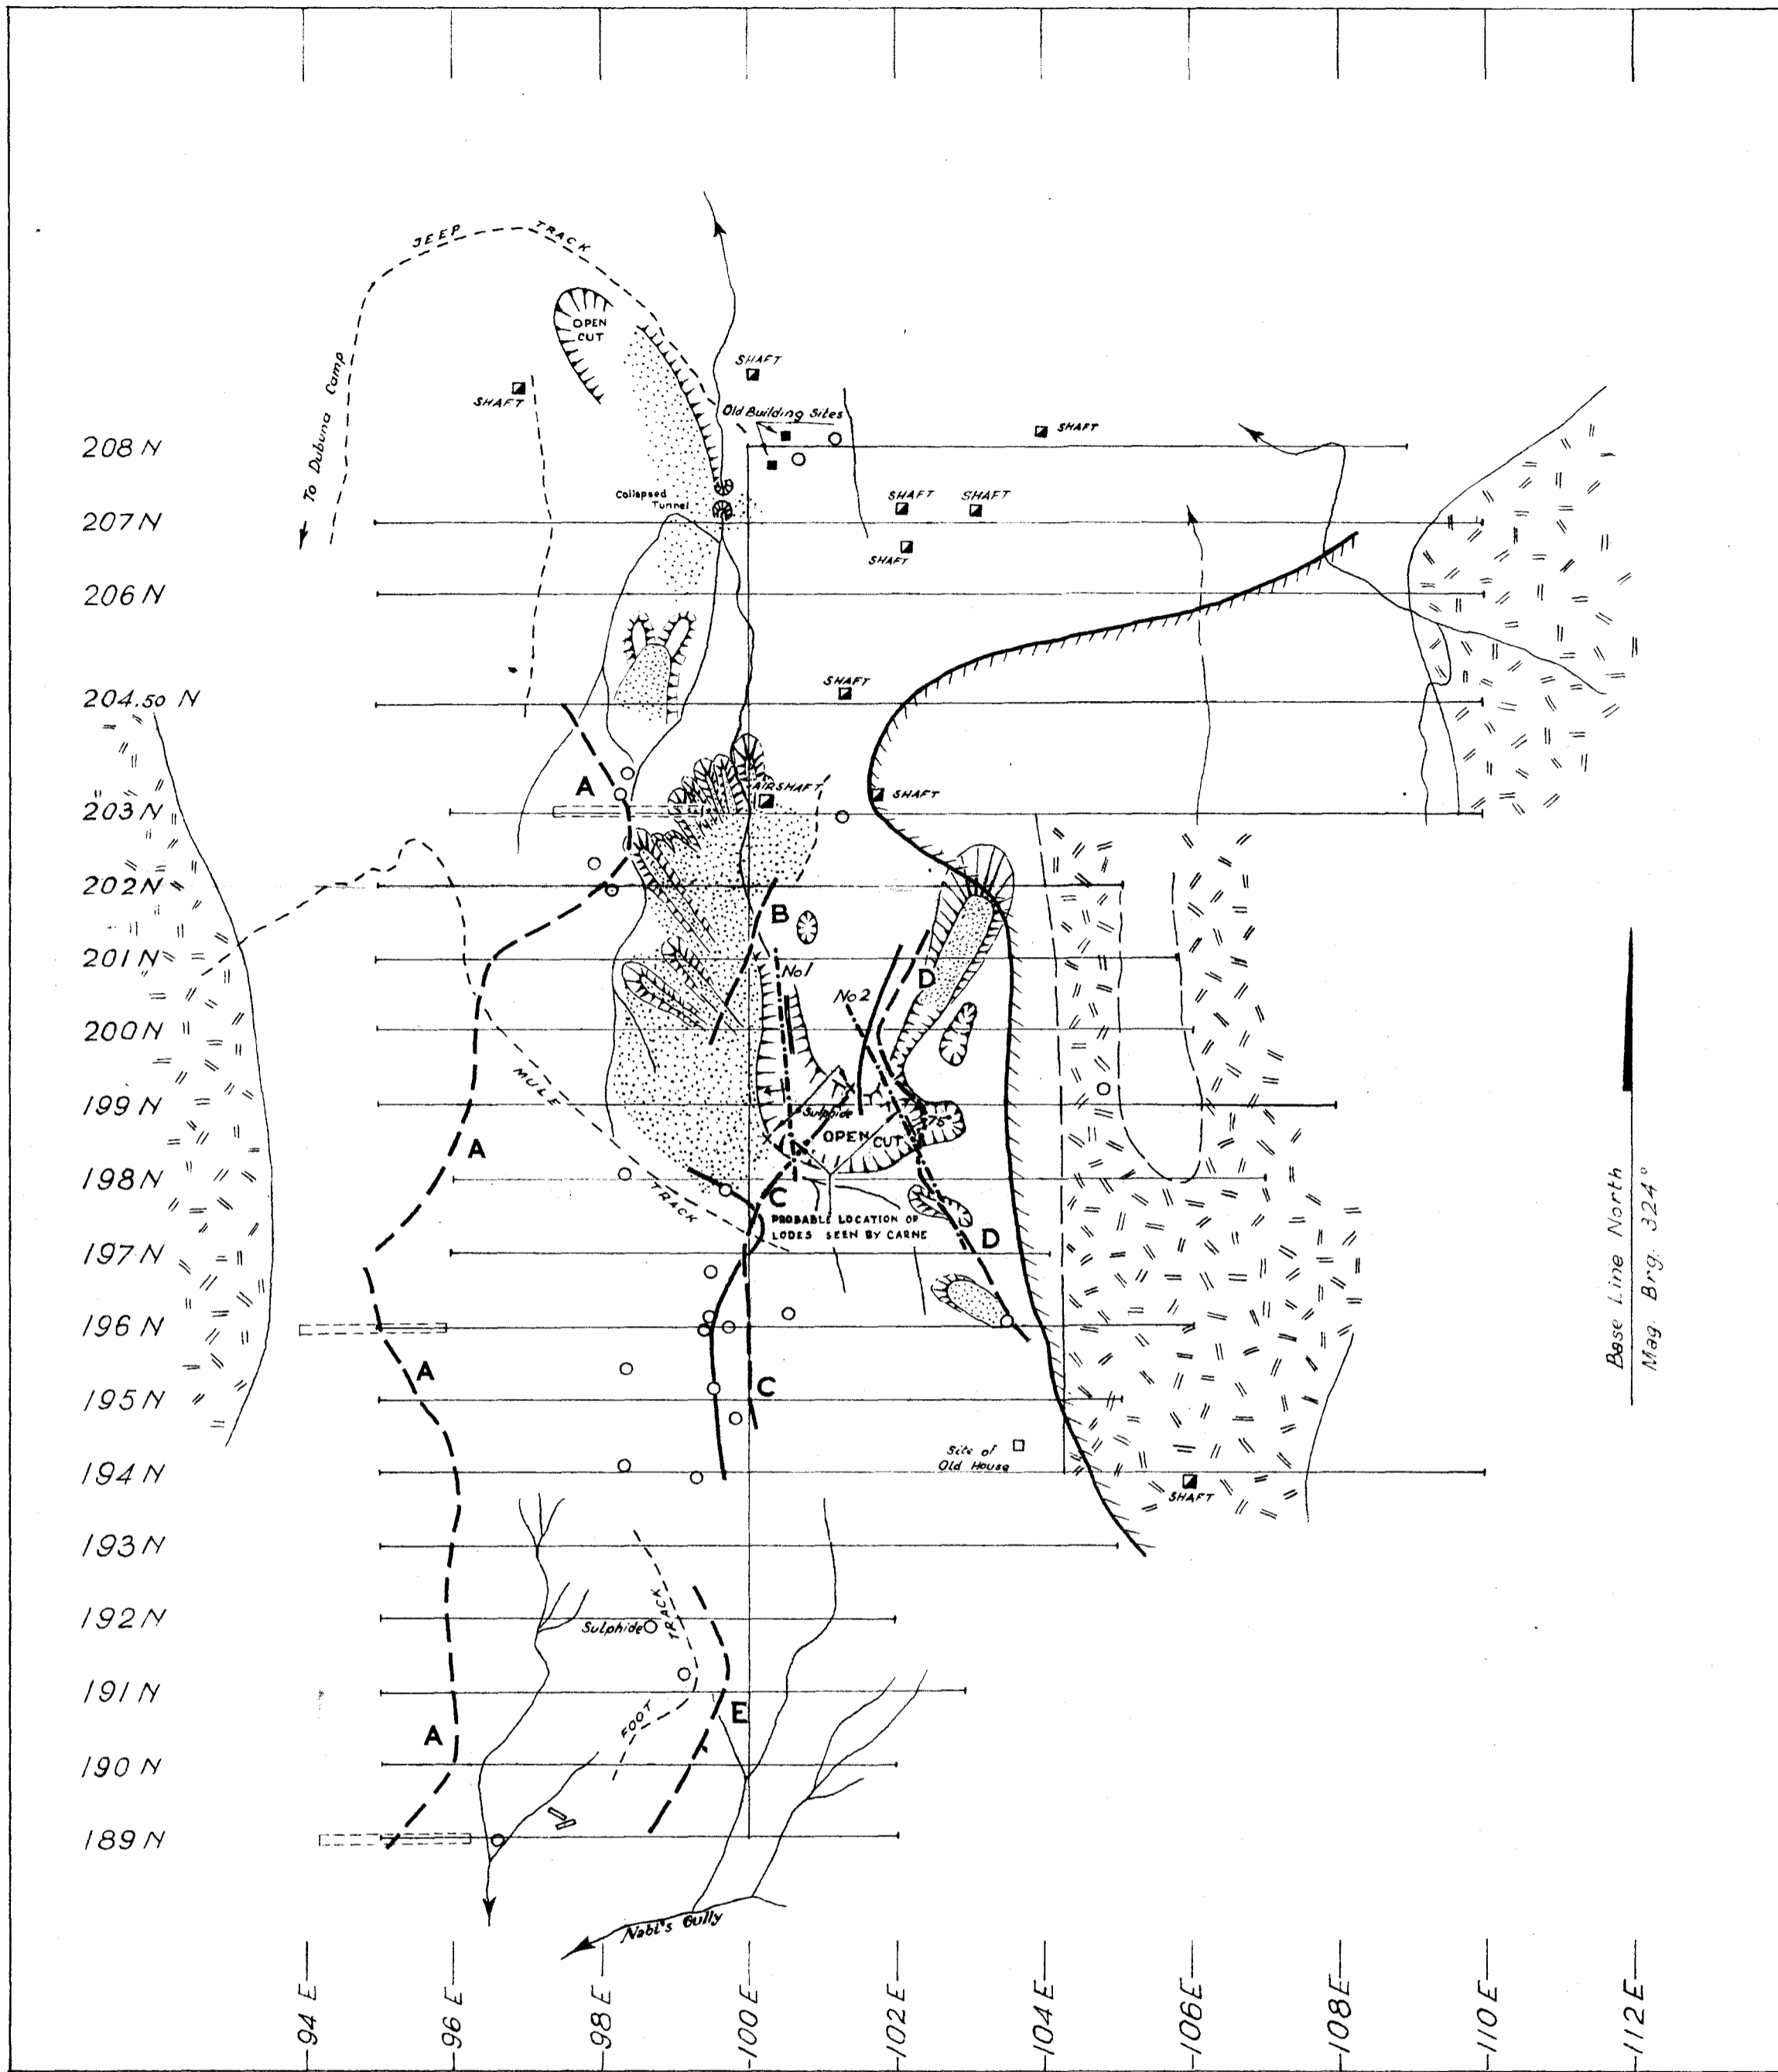 JEEP TRACK
OPEN
CUT
To Dubuna Camp
SHAFT
SHAFT
Old Building Sites
SHAFT
208 N
Collapsed
Tunnel
SHAFT
SHAFT
207 N
SHAFT
206 N
SHAFT
204.50 N
A
AIRSHAFT
SHAFT
203 N
202 N
B
201 N
No 1
D
No 2
200 N
MULE
199 N
Sulphide
75°
OPEN CUT
A
198 N
TRACK
C
PROBABLE LOCATION OF
LODES SEEN BY CARNE
D
197 N
Base Line North
Mag. Brg. 324°
196 N
A
C
195 N
Site of
Old House
194 N
SHAFT
193 N
192 N
Sulphide
TRACK
191 N
FOOT
E
A
190 N
189 N
Nabl's Gully
94 E
96 E
98 E
100 E
102 E
104 E
106 E
108 E
110 E
112 E